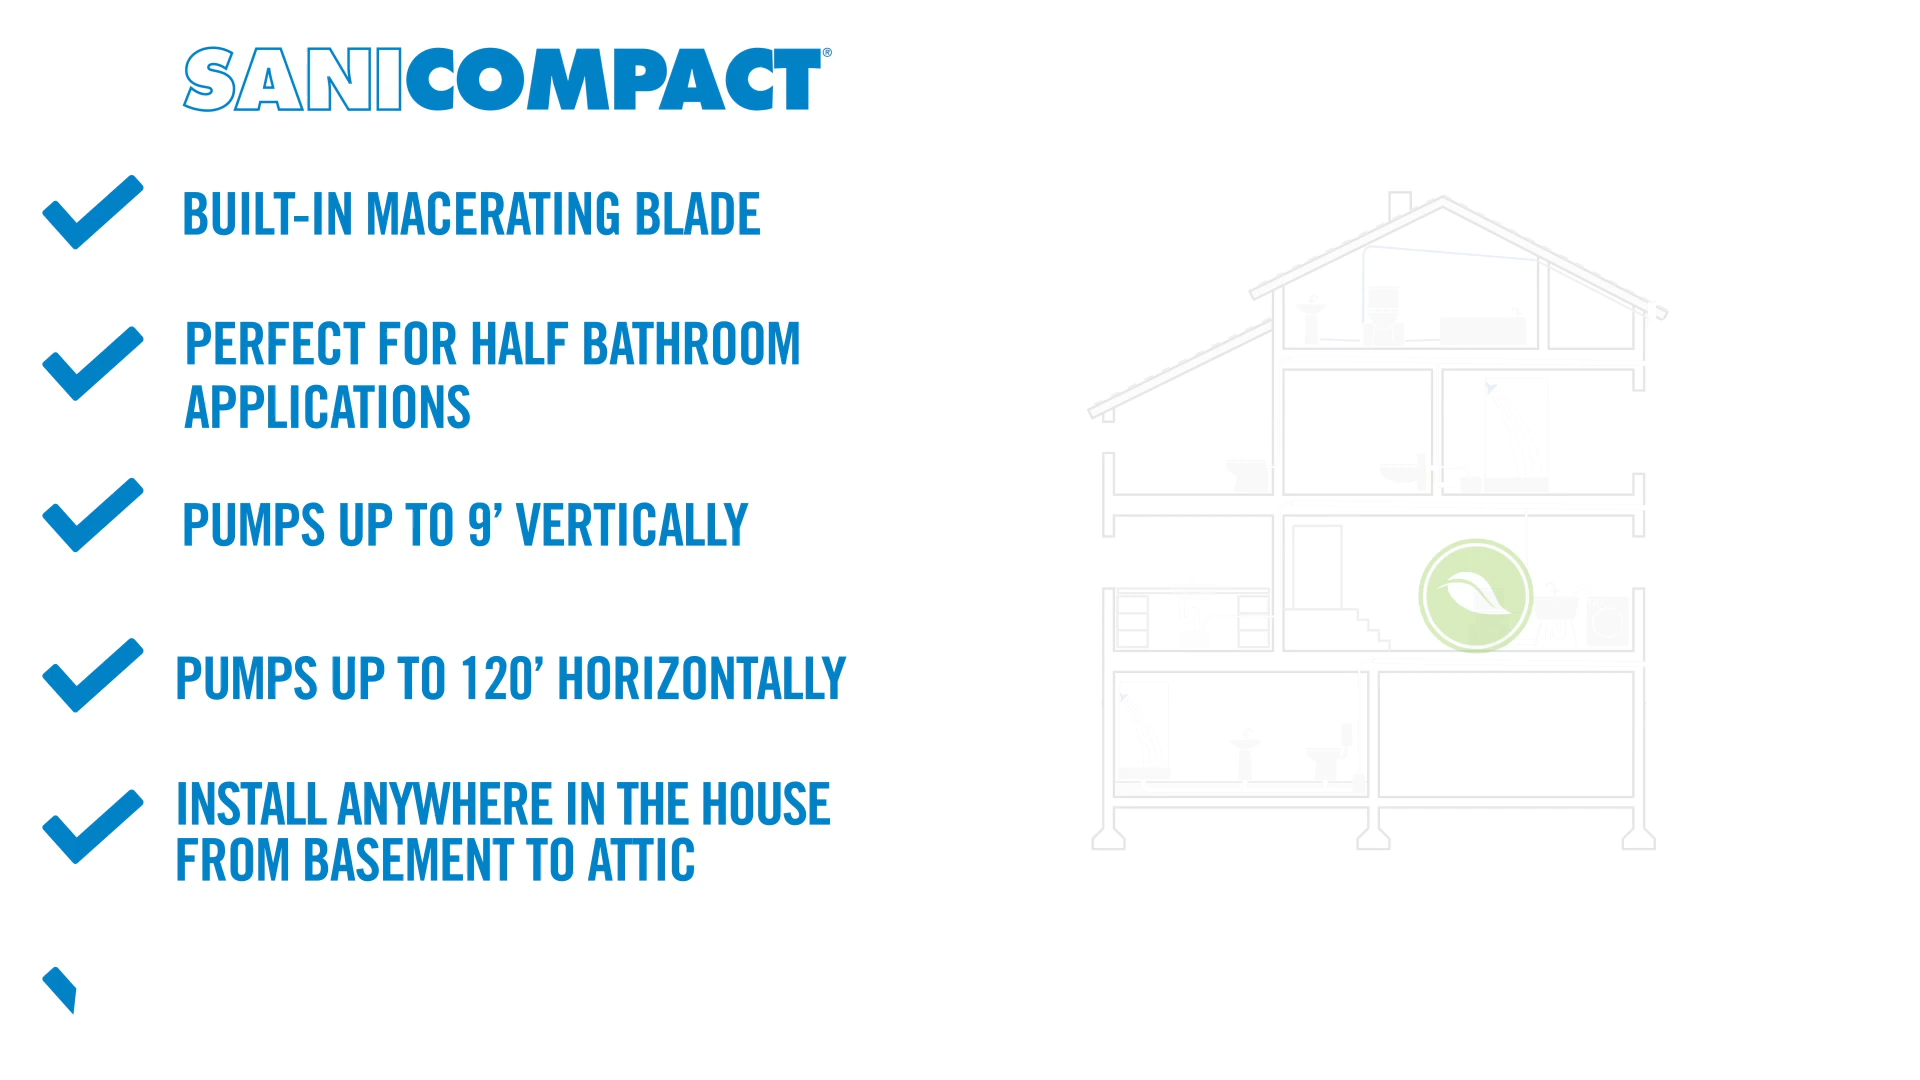 SANICOMPACT®
BUILT-IN MACERATING BLADE
PERFECT FOR HALF BATHROOM
APPLICATIONS
PUMPS UP TO 9’ VERTICALLY
PUMPS UP TO 120’ HORIZONTALLY
INSTALL ANYWHERE IN THE HOUSE
FROM BASEMENT TO ATTIC